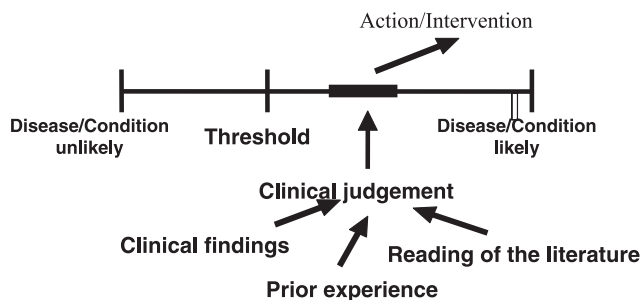 Action/Intervention
Disease/Condition
unlikely
Threshold
Disease/Condition
likely
Clinical judgement
Clinical findings
Reading of the literature
Prior experience